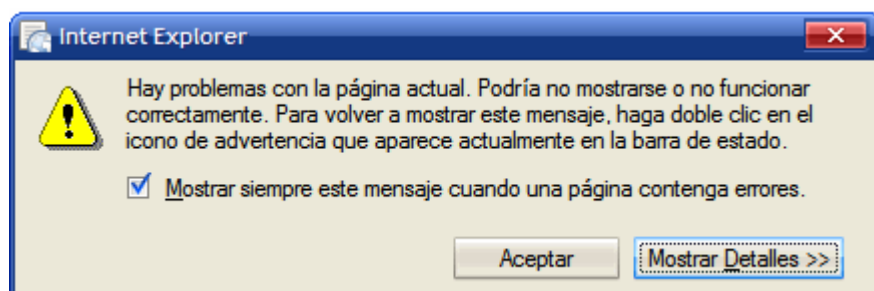 Internet Explorer
Hay problemas con la página actual. Podría no mostrarse o no funcionar
correctamente. Para volver a mostrar este mensaje, haga doble clic en el
icono de advertencia que aparece actualmente en la barra de estado.
Mostrar siempre este mensaje cuando una página contenga errores.
Aceptar
Mostrar Detalles >>